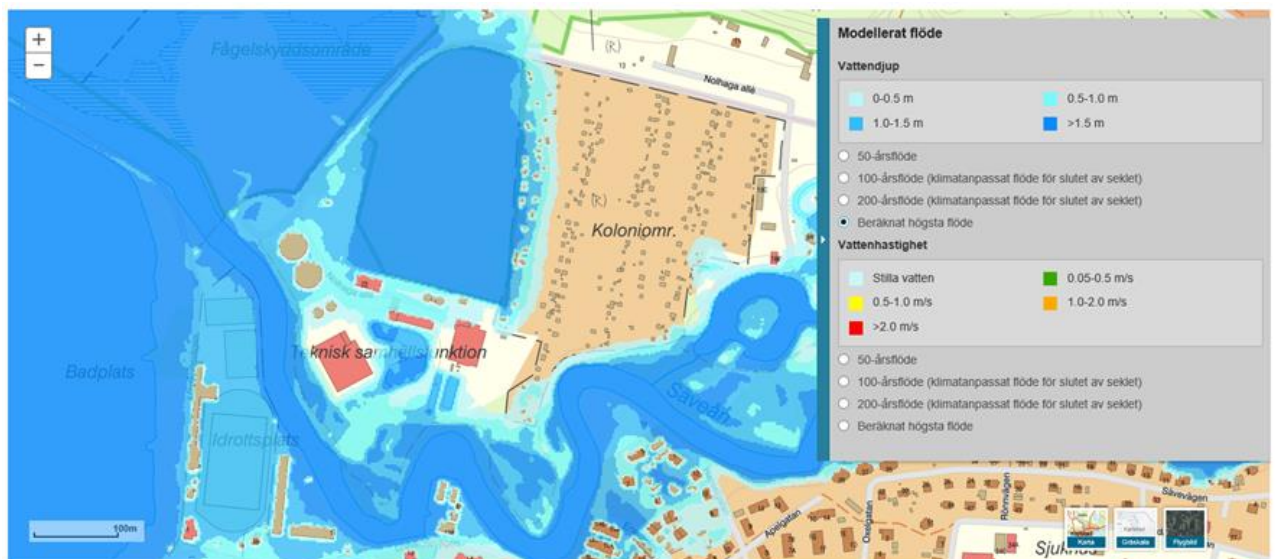 +
−
Fågelskyddsområde
(R)
Nolhaga allé
(R)
Koloniomr.
Teknisk samhällsfunktion
Badplats
Säveån
Idrottsplats
Apelgatan
Oxelgatan
Rönnvägen
Sävevägen
Sjukhus
100m
Modellerat flöde
Vattendjup
0-0.5 m
0.5-1.0 m
1.0-1.5 m
>1.5 m
50-årsflöde
100-årsflöde (klimatanpassat flöde för slutet av seklet)
200-årsflöde (klimatanpassat flöde för slutet av seklet)
Beräknat högsta flöde
Vattenhastighet
Stilla vatten
0.05-0.5 m/s
0.5-1.0 m/s
1.0-2.0 m/s
>2.0 m/s
50-årsflöde
100-årsflöde (klimatanpassat flöde för slutet av seklet)
200-årsflöde (klimatanpassat flöde för slutet av seklet)
Beräknat högsta flöde
Karta
Gråskala
Flygbild